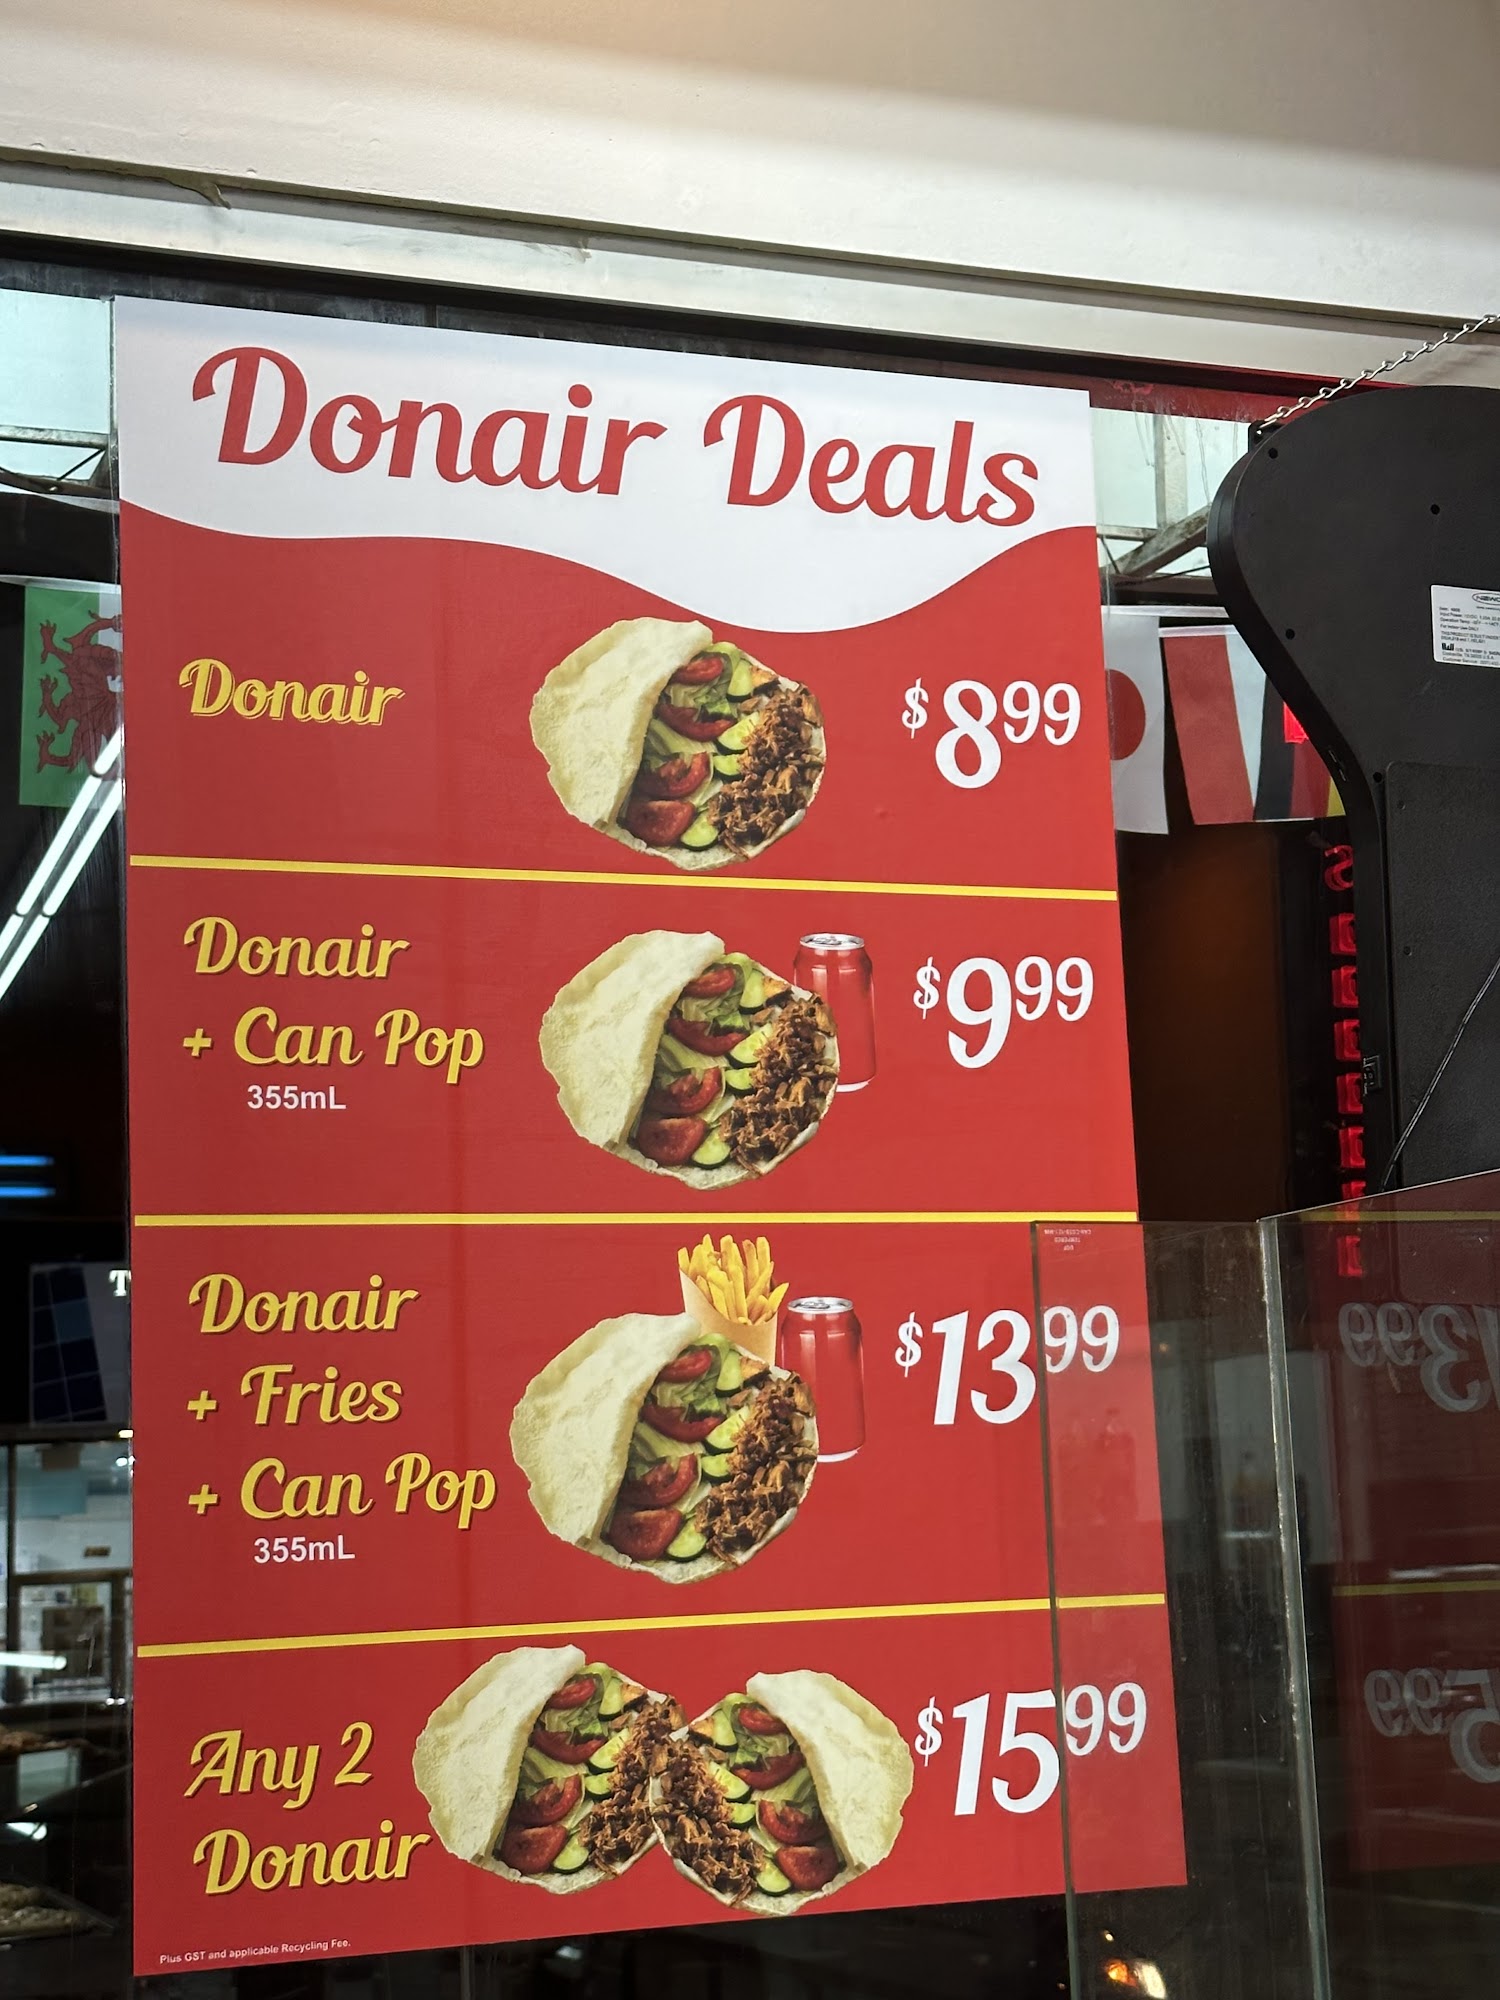 Donair Deals
Donair
$8.99
Donair
+ Can Pop
355mL
$9.99
Donair
+ Fries
+ Can Pop
355mL
$13.99
Any 2
Donair
$15.99
Plus GST and applicable Recycling Fee.